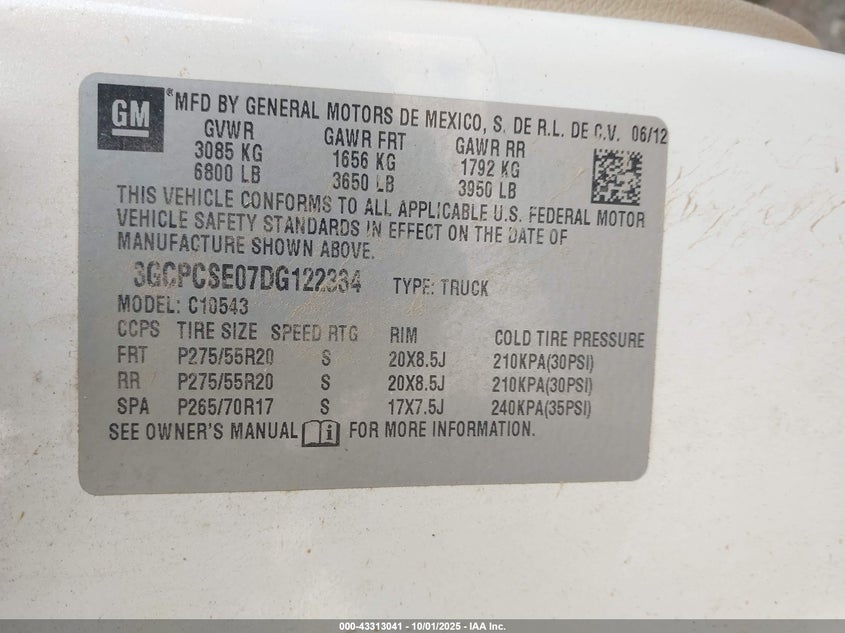 GM
® MFD BY GENERAL MOTORS DE MEXICO, S. DE R.L. DE C.V. 06/12
GVWR GAWR FRT GAWR RR
3085 KG 1656 KG 1792 KG
6800 LB 3650 LB 3950 LB
THIS VEHICLE CONFORMS TO ALL APPLICABLE U.S. FEDERAL MOTOR
VEHICLE SAFETY STANDARDS IN EFFECT ON THE DATE OF
MANUFACTURE SHOWN ABOVE.
3GCPCSE07DG122334 TYPE: TRUCK
MODEL: C10543
CCPS TIRE SIZE SPEED RTG RIM COLD TIRE PRESSURE
FRT P275/55R20 S 20X8.5J 210KPA(30PSI)
RR P275/55R20 S 20X8.5J 210KPA(30PSI)
SPA P265/70R17 S 17X7.5J 240KPA(35PSI)
SEE OWNER'S MANUAL i FOR MORE INFORMATION.
000-43313041 - 10/01/2025 - IAA Inc.